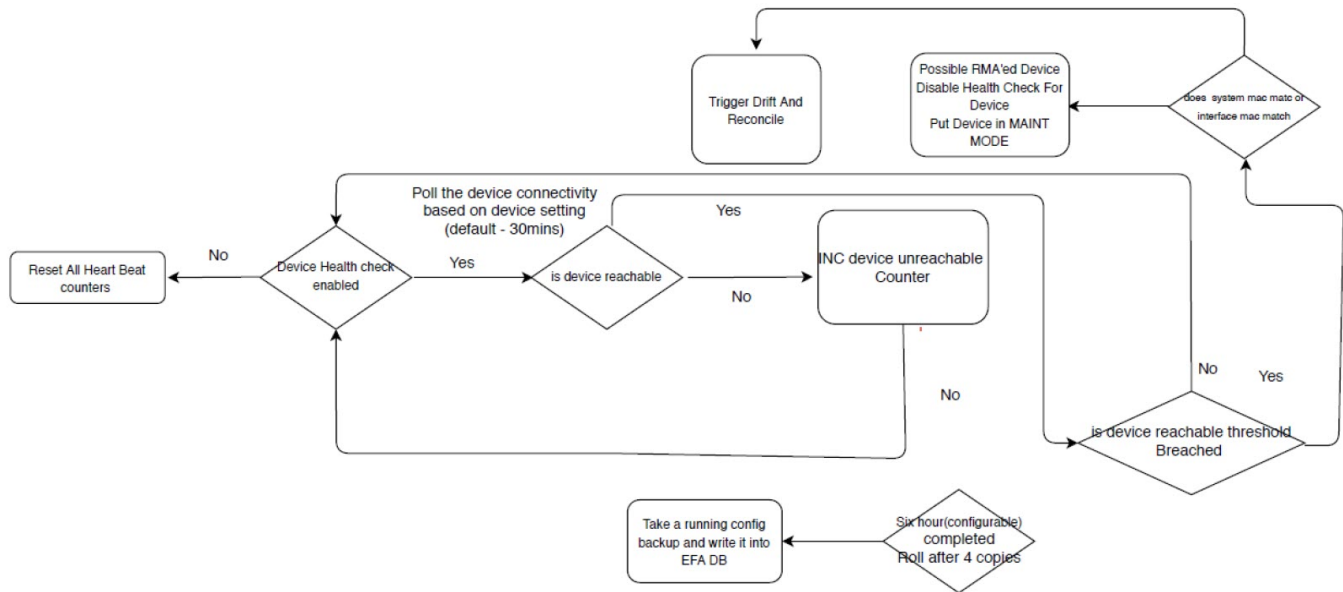 Trigger Drift And
Reconcile
Possible RMA'ed Device
Disable Health Check For
Device
Put Device in MAINT
MODE
does system mac matc or
interface mac match
Poll the device connectivity
based on device setting
(default - 30mins)
Yes
No
Reset All Heart Beat
counters
Device Health check
enabled
Yes
is device reachable
No
INC device unreachable
Counter
No
No
Yes
is device reachable threshold
Breached
Take a running config
backup and write it into
EFA DB
Six hour(configurable)
completed
Roll after 4 copies